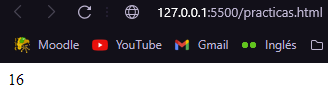 127.0.0.1:5500/practicas.html
Moodle YouTube Gmail Inglés
16